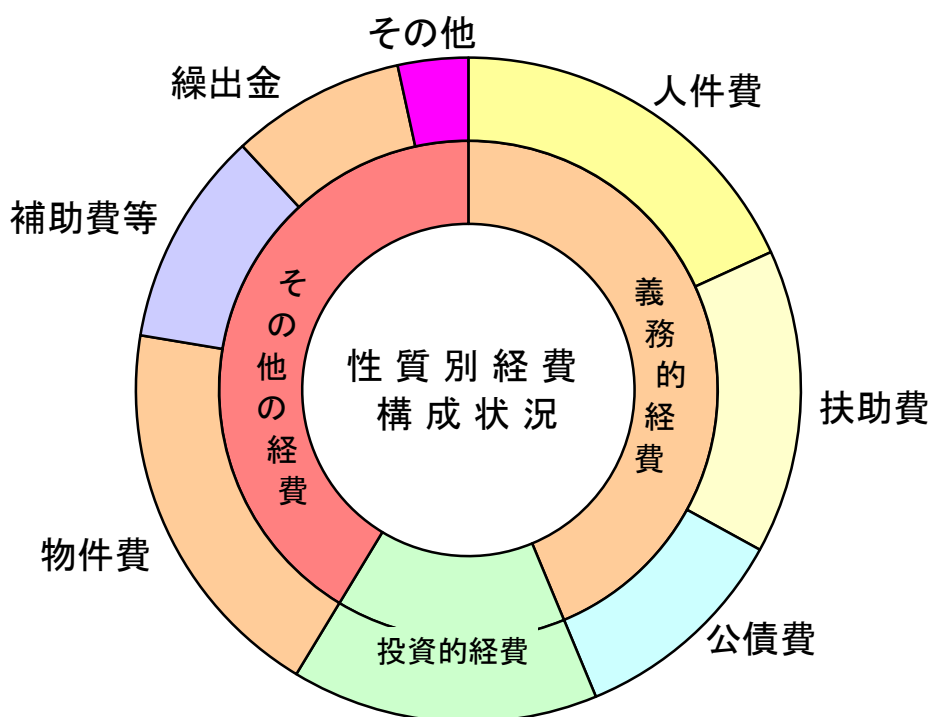 その他
人件費
扶助費
公債費
投資的経費
物件費
補助費等
繰出金
義務的経費
その他の経費
性質別経費
構成状況